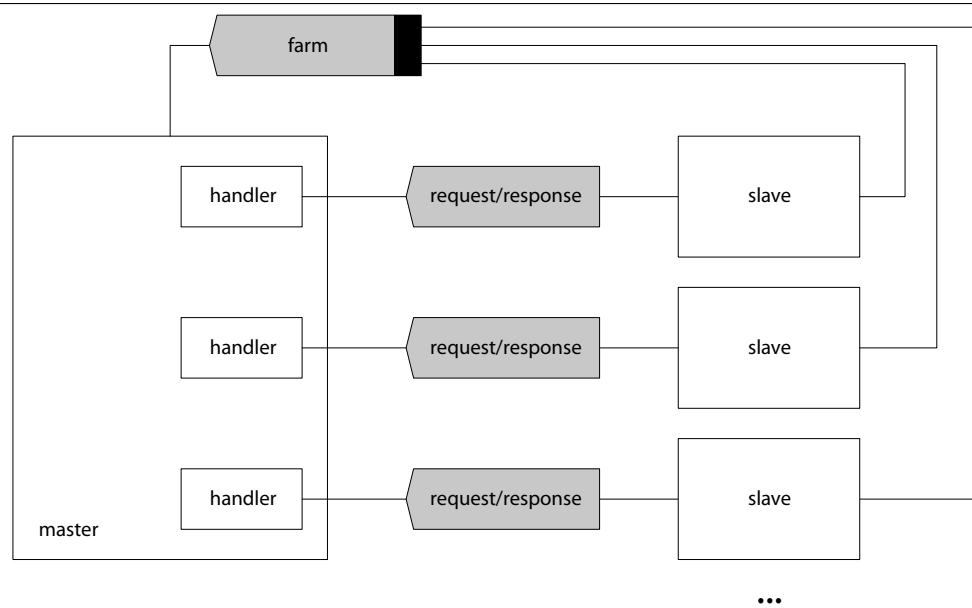 farm
handler
request/response
slave
handler
request/response
slave
handler
request/response
slave
master
...